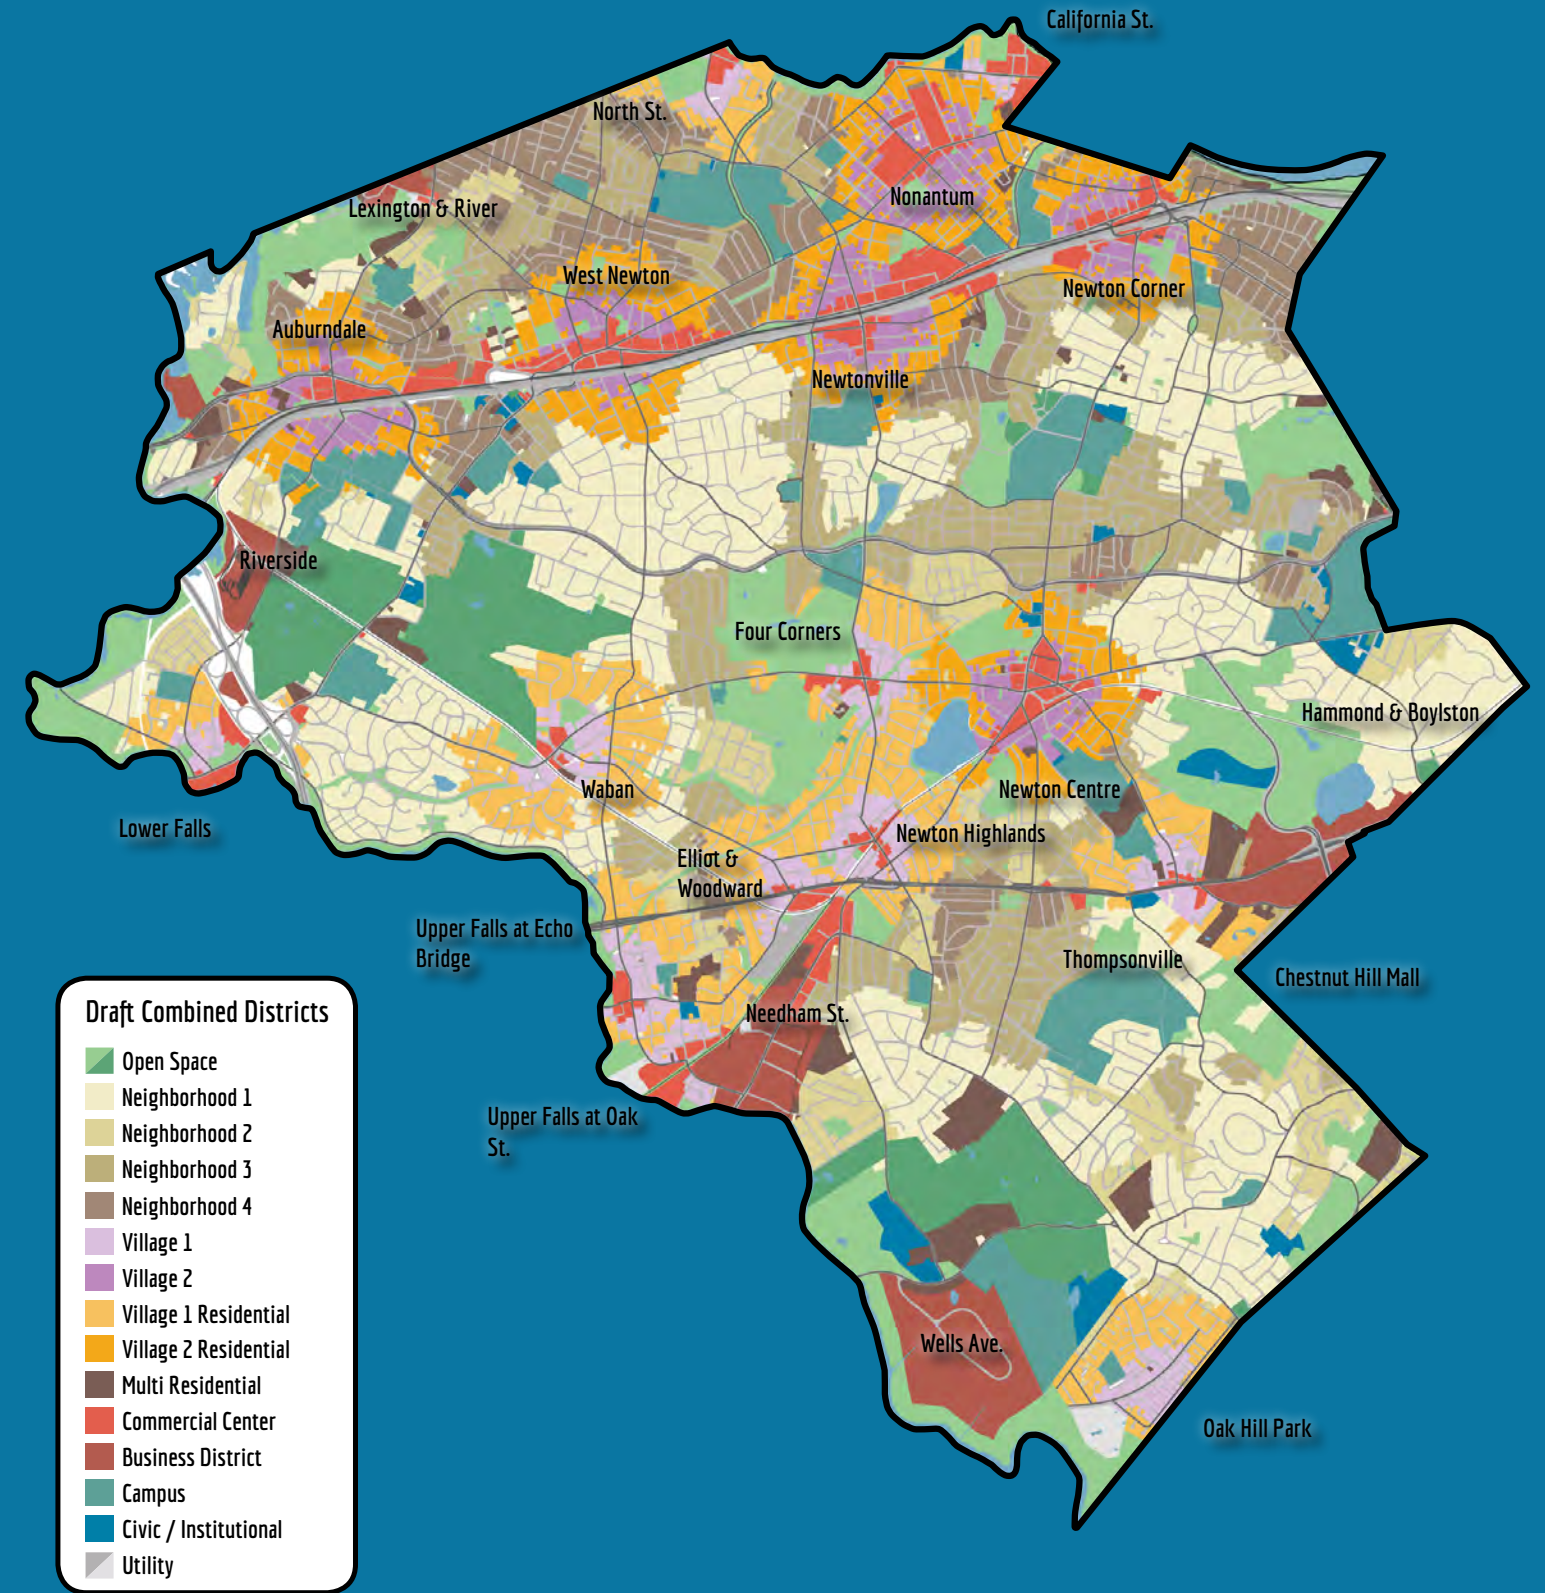 California St.
North St.
Lexington & River
Nonantum
West Newton
Newton Corner
Auburndale
Newtonville
Riverside
Four Corners
Hammond & Boylston
Waban
Newton Centre
Lower Falls
Newton Highlands
Elliot &
Woodward
Upper Falls at Echo
Bridge
Thompsonville
Chestnut Hill Mall
Needham St.
Upper Falls at Oak
St.
Wells Ave.
Oak Hill Park
Draft Combined Districts
Open Space
Neighborhood 1
Neighborhood 2
Neighborhood 3
Neighborhood 4
Village 1
Village 2
Village 1 Residential
Village 2 Residential
Multi Residential
Commercial Center
Business District
Campus
Civic / Institutional
Utility